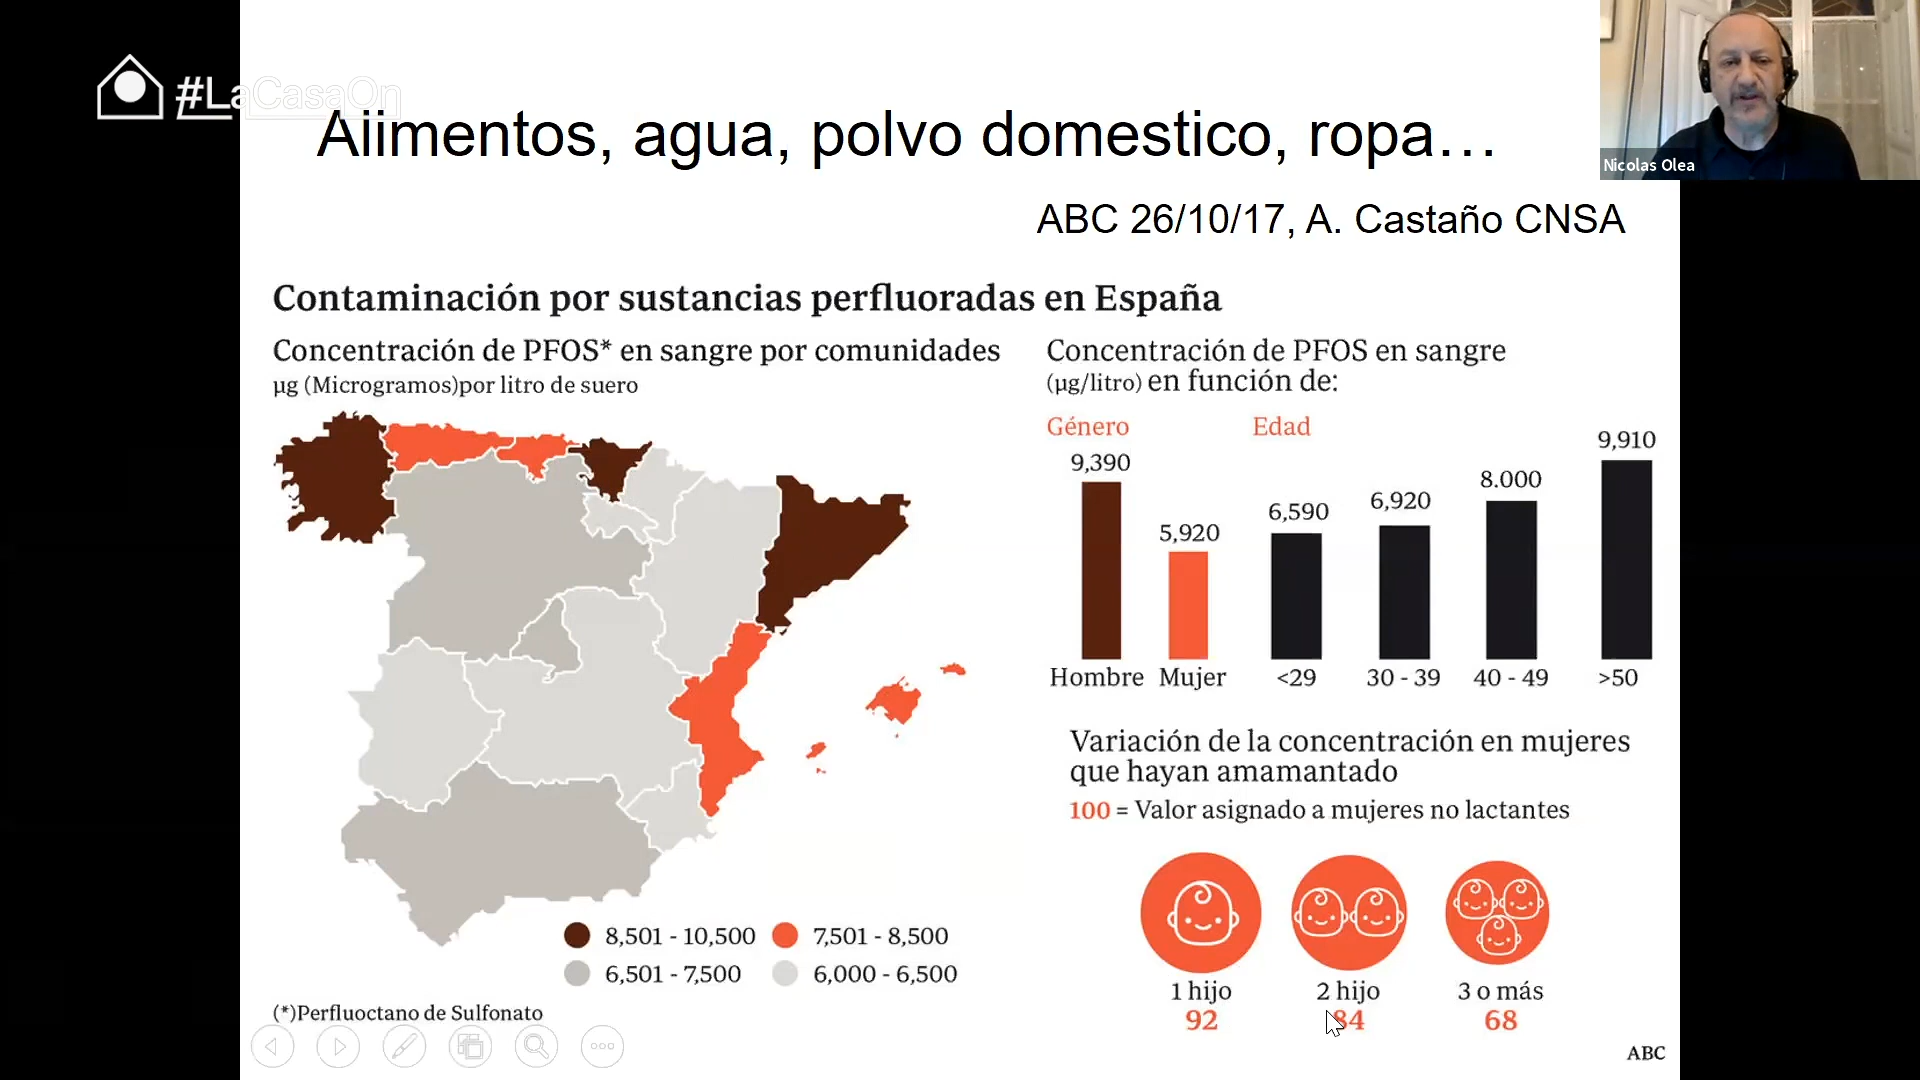 #LaCasaOn
Alimentos, agua, polvo domestico, ropa…
Nicolas Olea
ABC 26/10/17, A. Castaño CNSA
Contaminación por sustancias perfluoradas en España
Concentración de PFOS* en sangre por comunidades
µg (Microgramos)por litro de suero
8,501 - 10,500
7,501 - 8,500
6,501 - 7,500
6,000 - 6,500
(*)Perfluoctano de Sulfonato
Concentración de PFOS en sangre
(µg/litro) en función de:
Género
9,390
5,920
Hombre
Mujer
Edad
6,590
6,920
8.000
9,910
<29
30 - 39
40 - 49
>50
Variación de la concentración en mujeres
que hayan amamantado
100 = Valor asignado a mujeres no lactantes
1 hijo
92
2 hijo
84
3 o más
68
ABC